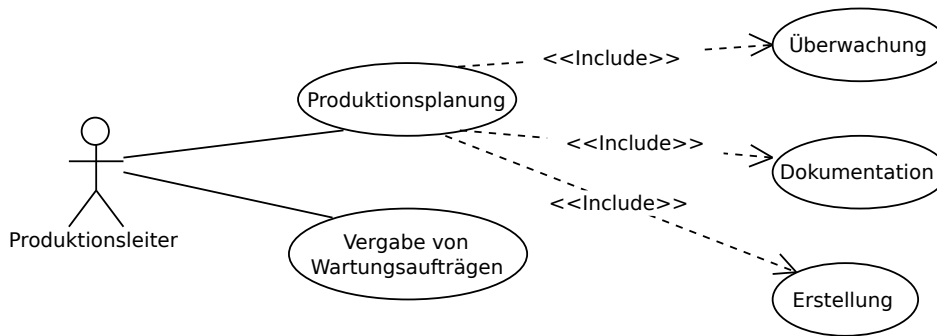 <<Include>>
Überwachung
Produktionsplanung
<<Include>>
Dokumentation
<<Include>>
Produktionsleiter
Vergabe von
Wartungsaufträgen
Erstellung